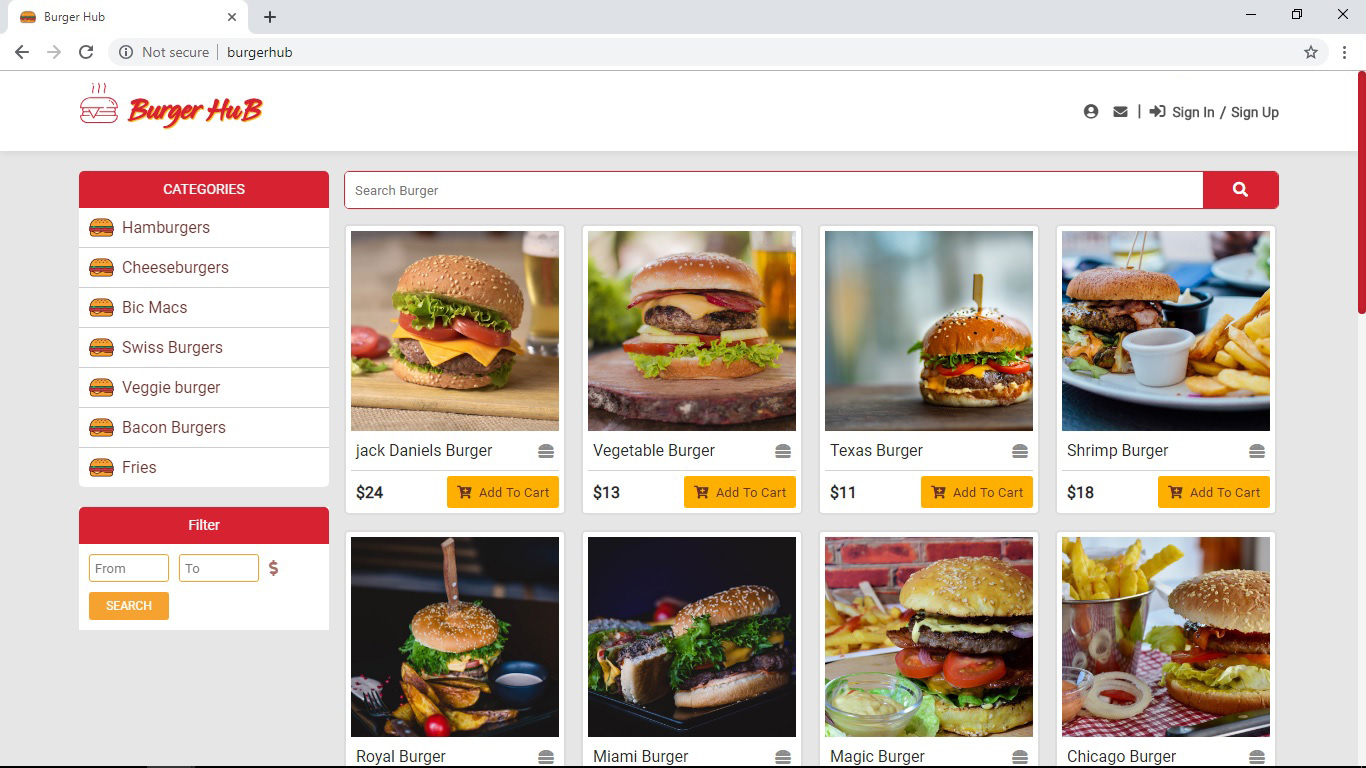 Burger Hub
Not secure burgerhub
Burger HuB
| Sign In / Sign Up
CATEGORIES
Hamburgers
Cheeseburgers
Bic Macs
Swiss Burgers
Veggie burger
Bacon Burgers
Fries
Filter
From To $
SEARCH
Search Burger
jack Daniels Burger
$24 Add To Cart
Vegetable Burger
$13 Add To Cart
Texas Burger
$11 Add To Cart
Shrimp Burger
$18 Add To Cart
Royal Burger
Miami Burger
Magic Burger
Chicago Burger